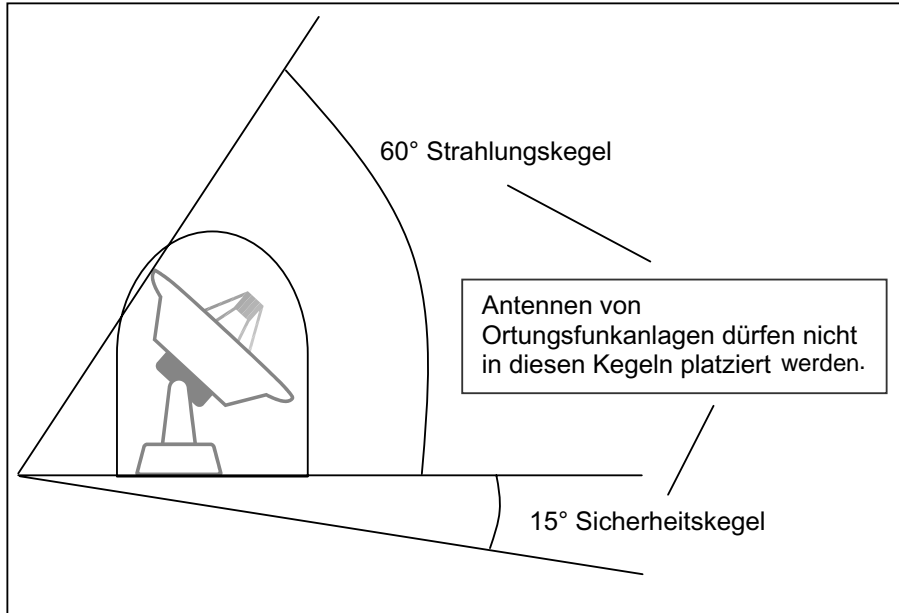 60° Strahlungskegel
Antennen von
Ortungsfunkanlagen dürfen nicht
in diesen Kegeln platziert werden.
15° Sicherheitskegel